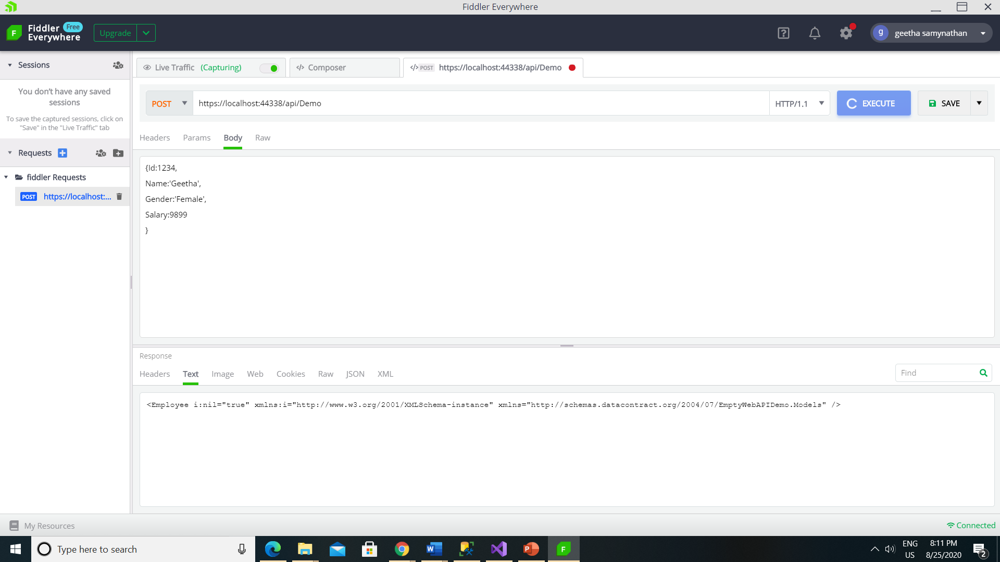 Fiddler Everywhere
Fiddler Free
Everywhere
Upgrade
g geetha samynathan
Sessions
You don't have any saved
sessions
To save the captured sessions, click on
"Save" in the "Live Traffic" tab
Requests
fiddler Requests
POST https://localhost:...
Live Traffic (Capturing)
</> Composer
</> POST https://localhost:44338/api/Demo
POST https://localhost:44338/api/Demo HTTP/1.1 EXECUTE SAVE
Headers Params Body Raw
{Id:1234,
Name:'Geetha',
Gender:'Female',
Salary:9899
}
Response
Headers Text Image Web Cookies Raw JSON XML
Find
<Employee i:nil="true" xmlns:i="http://www.w3.org/2001/XMLSchema-instance" xmlns="http://schemas.datacontract.org/2004/07/EmptyWebAPIDemo.Models" />
My Resources
Connected
Type here to search
ENG
US
8:11 PM
8/25/2020
2